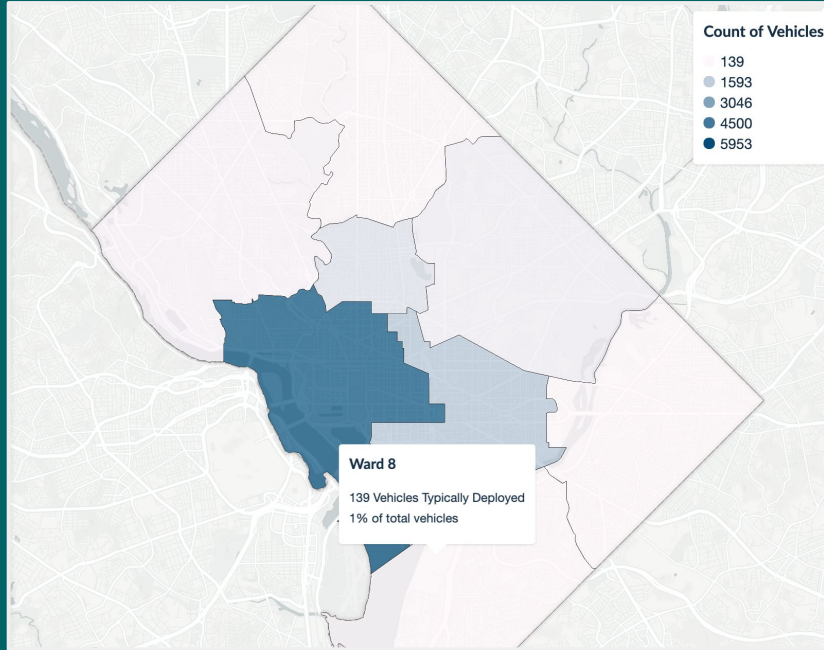 Count of Vehicles
139
1593
3046
4500
5953
Ward 8
139 Vehicles Typically Deployed
1% of total vehicles